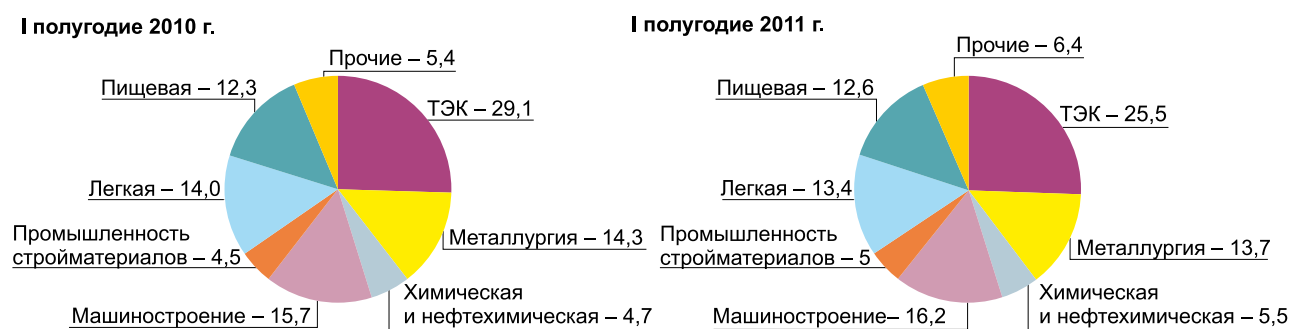 I полугодие 2010 г.
Прочие – 5,4
Пищевая – 12,3
ТЭК – 29,1
Легкая – 14,0
Металлургия – 14,3
Промышленность
стройматериалов – 4,5
Химическая
и нефтехимическая – 4,7
Машиностроение – 15,7
I полугодие 2011 г.
Прочие – 6,4
Пищевая – 12,6
ТЭК – 25,5
Легкая – 13,4
Металлургия – 13,7
Промышленность
стройматериалов – 5
Химическая
и нефтехимическая – 5,5
Машиностроение– 16,2